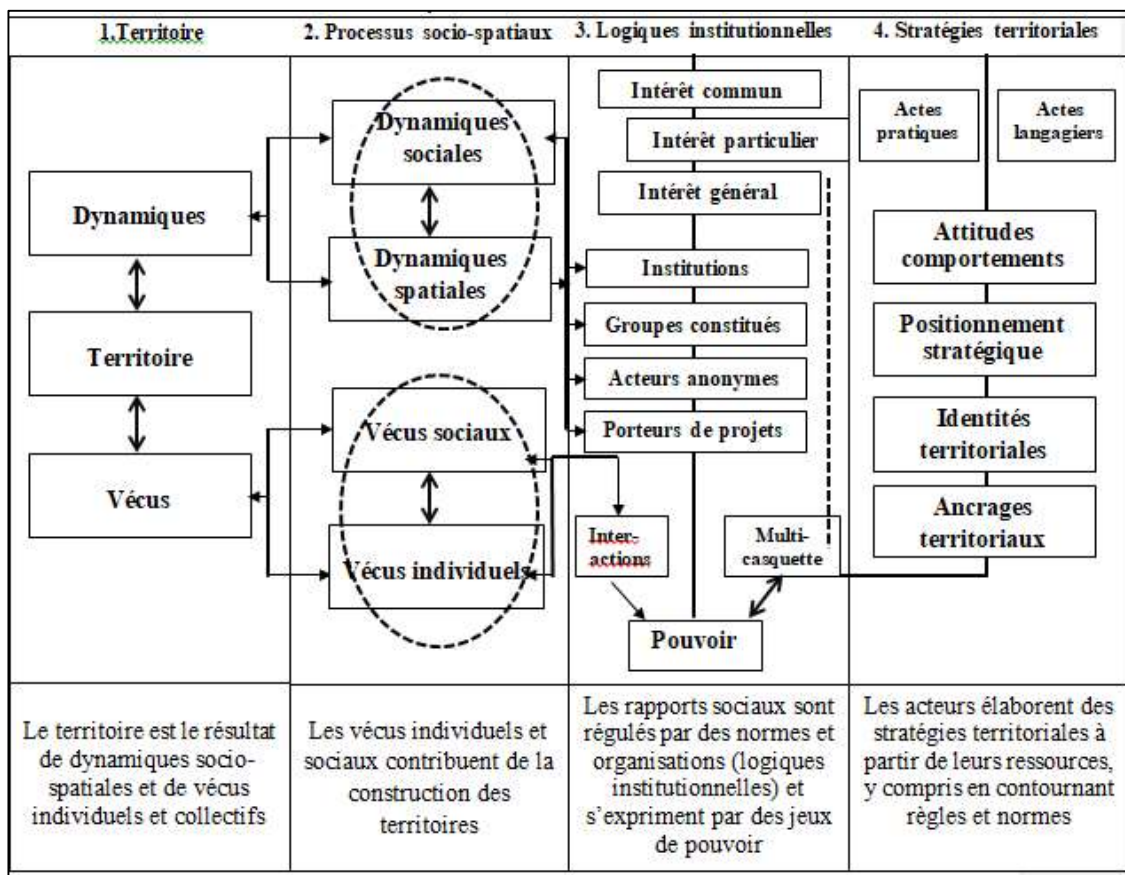 1.Territoire
2. Processus socio-spatiaux
3. Logiques institutionnelles
4. Stratégies territoriales
Dynamiques
Territoire
Vécus
Dynamiques
sociales
Dynamiques
spatiales
Vécus sociaux
Vécus individuels
Intérêt commun
Intérêt particulier
Intérêt général
Institutions
Groupes constitués
Acteurs anonymes
Porteurs de projets
Inter-
actions
Multi-
casquette
Pouvoir
Actes
pratiques
Actes
langagiers
Attitudes
comportements
Positionnement
stratégique
Identités
territoriales
Ancrages
territoriaux
Le territoire est le résultat
de dynamiques socio-
spatiales et de vécus
individuels et collectifs
Les vécus individuels et
sociaux contribuent de la
construction des
territoires
Les rapports sociaux sont
régulés par des normes et
organisations (logiques
institutionnelles) et
s’expriment par des jeux
de pouvoir
Les acteurs élaborent des
stratégies territoriales à
partir de leurs ressources,
y compris en contournant
règles et normes